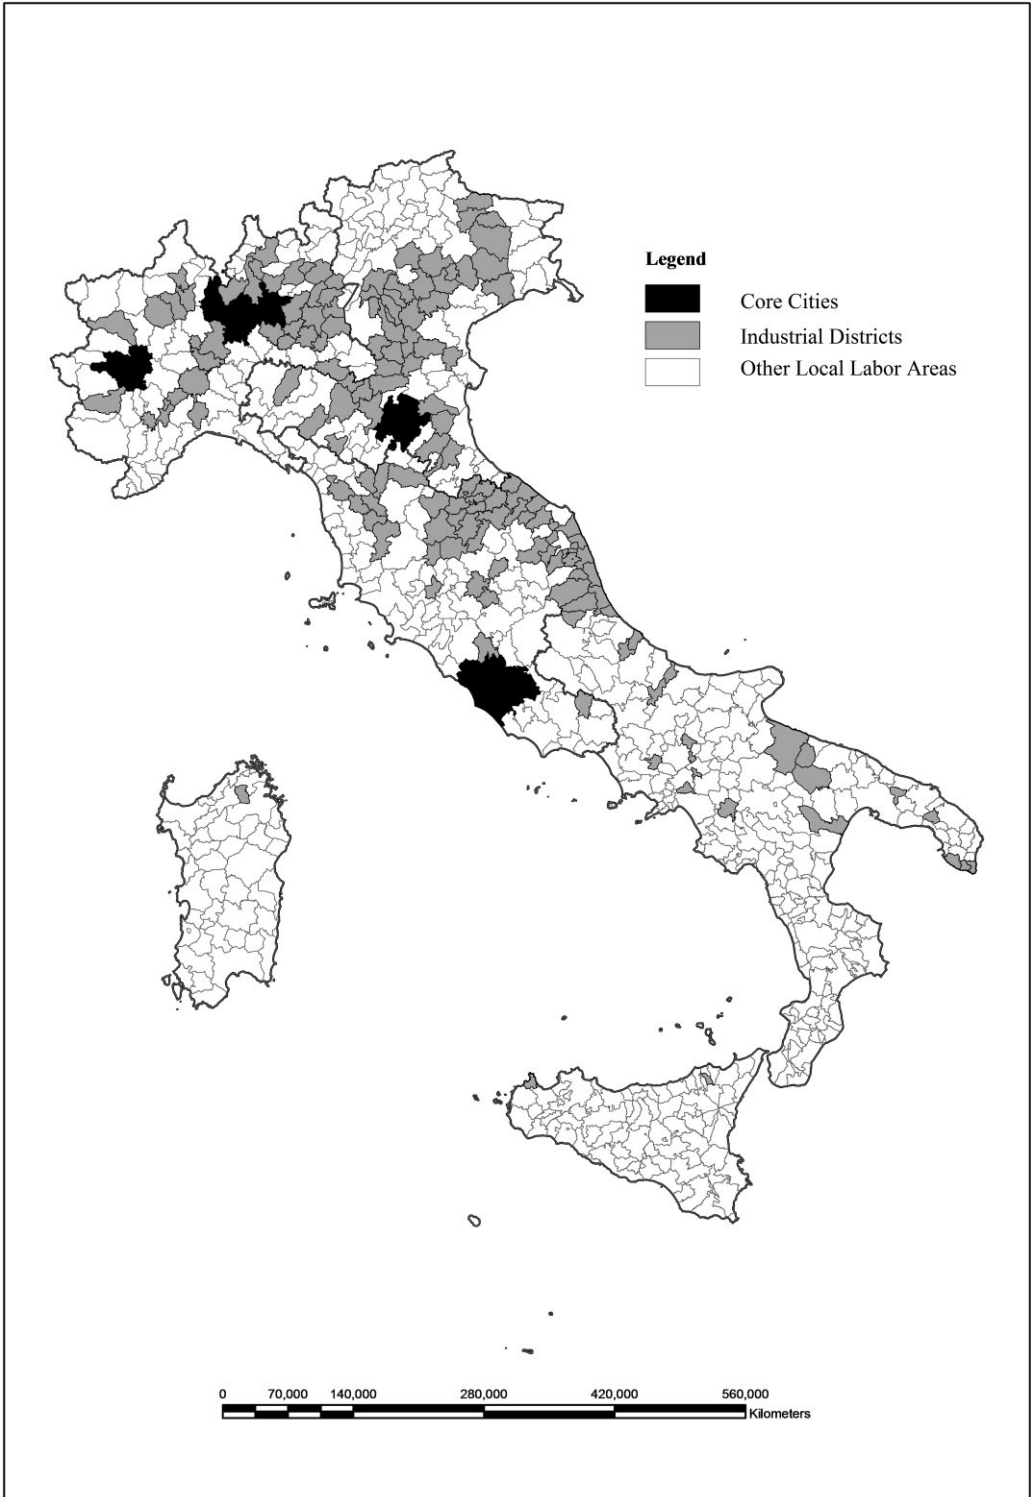 Legend
Core Cities
Industrial Districts
Other Local Labor Areas
0 70,000 140,000 280,000 420,000 560,000
Kilometers